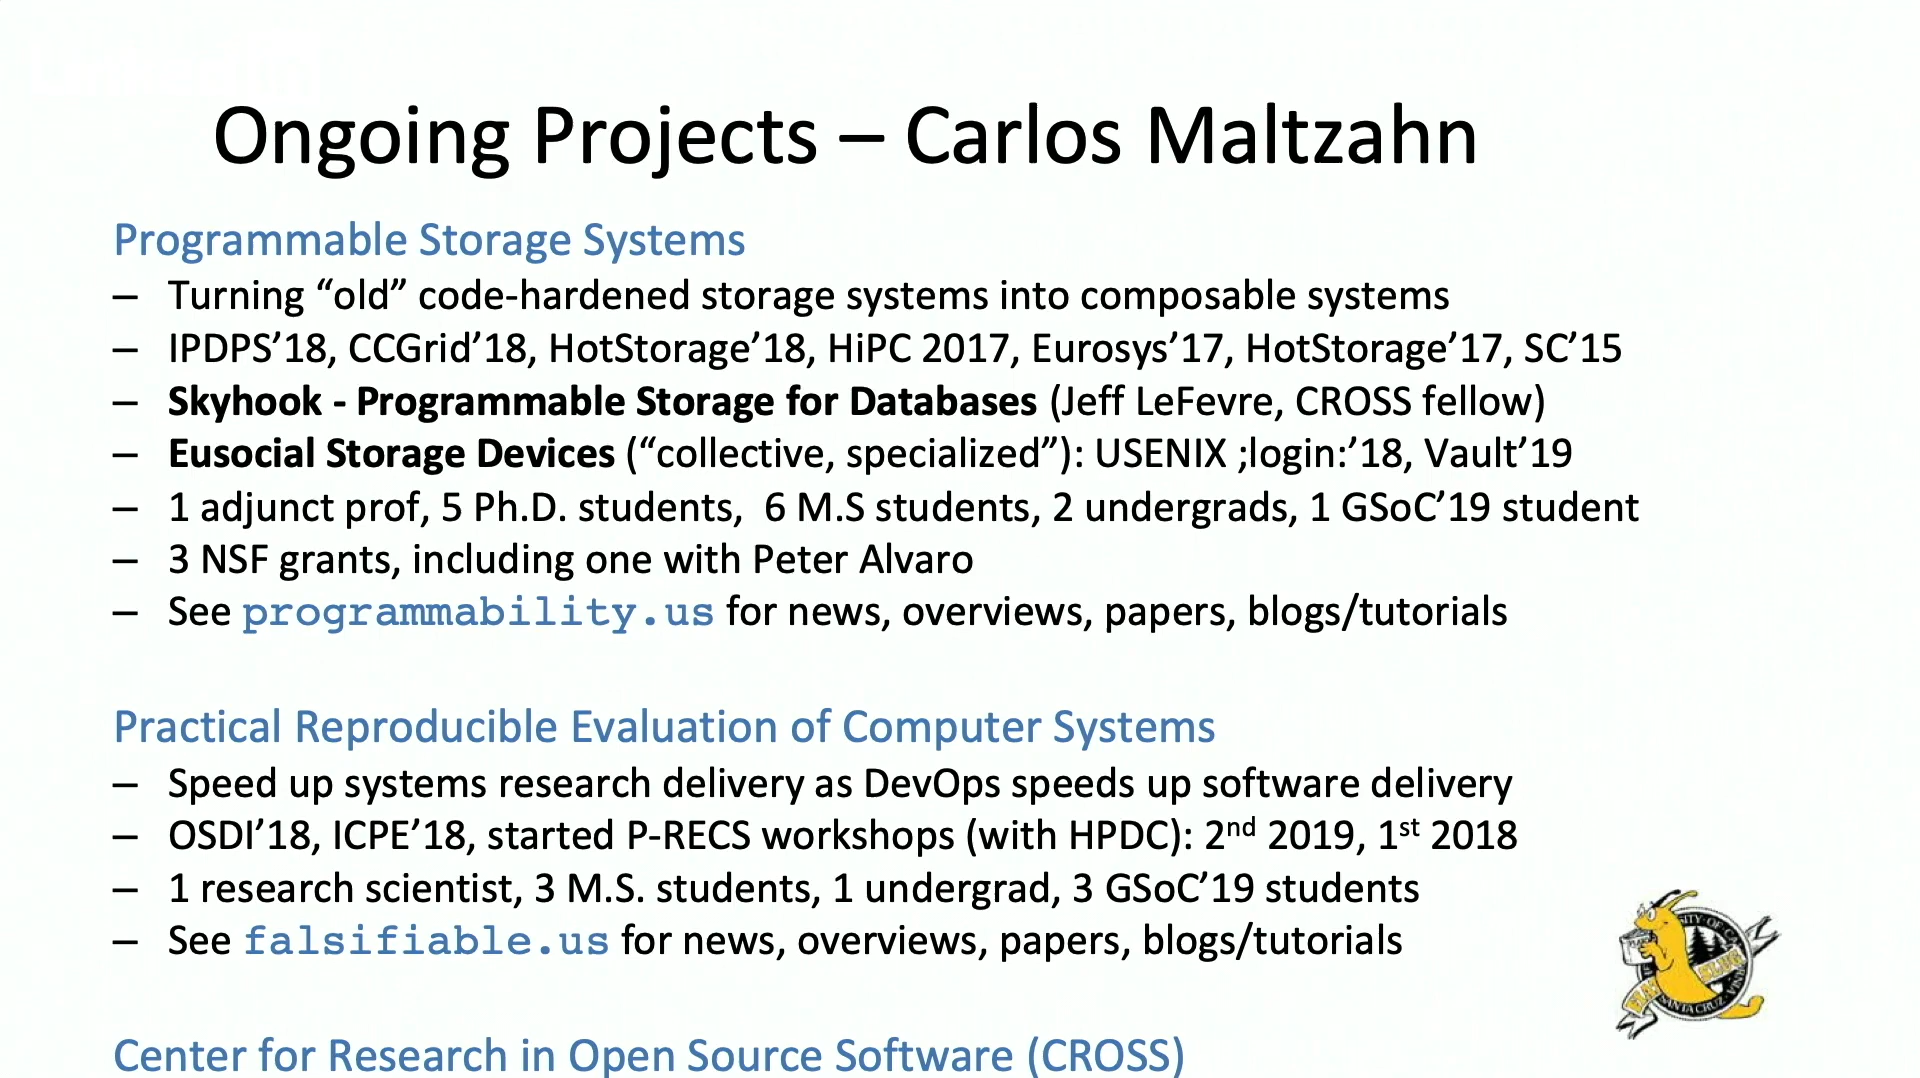 Ongoing Projects – Carlos Maltzahn
Programmable Storage Systems
– Turning “old” code-hardened storage systems into composable systems
– IPDPS’18, CCGrid’18, HotStorage’18, HiPC 2017, Eurosys’17, HotStorage’17, SC’15
– Skyhook - Programmable Storage for Databases (Jeff LeFevre, CROSS fellow)
– Eusocial Storage Devices (“collective, specialized”): USENIX ;login:’18, Vault’19
– 1 adjunct prof, 5 Ph.D. students,  6 M.S students, 2 undergrads, 1 GSoC’19 student
– 3 NSF grants, including one with Peter Alvaro
– See programmability.us for news, overviews, papers, blogs/tutorials
Practical Reproducible Evaluation of Computer Systems
– Speed up systems research delivery as DevOps speeds up software delivery
– OSDI’18, ICPE’18, started P-RECS workshops (with HPDC): 2nd 2019, 1st 2018
– 1 research scientist, 3 M.S. students, 1 undergrad, 3 GSoC’19 students
– See falsifiable.us for news, overviews, papers, blogs/tutorials
SLUG
SANTA CRUZ
Center for Research in Open Source Software (CROSS)